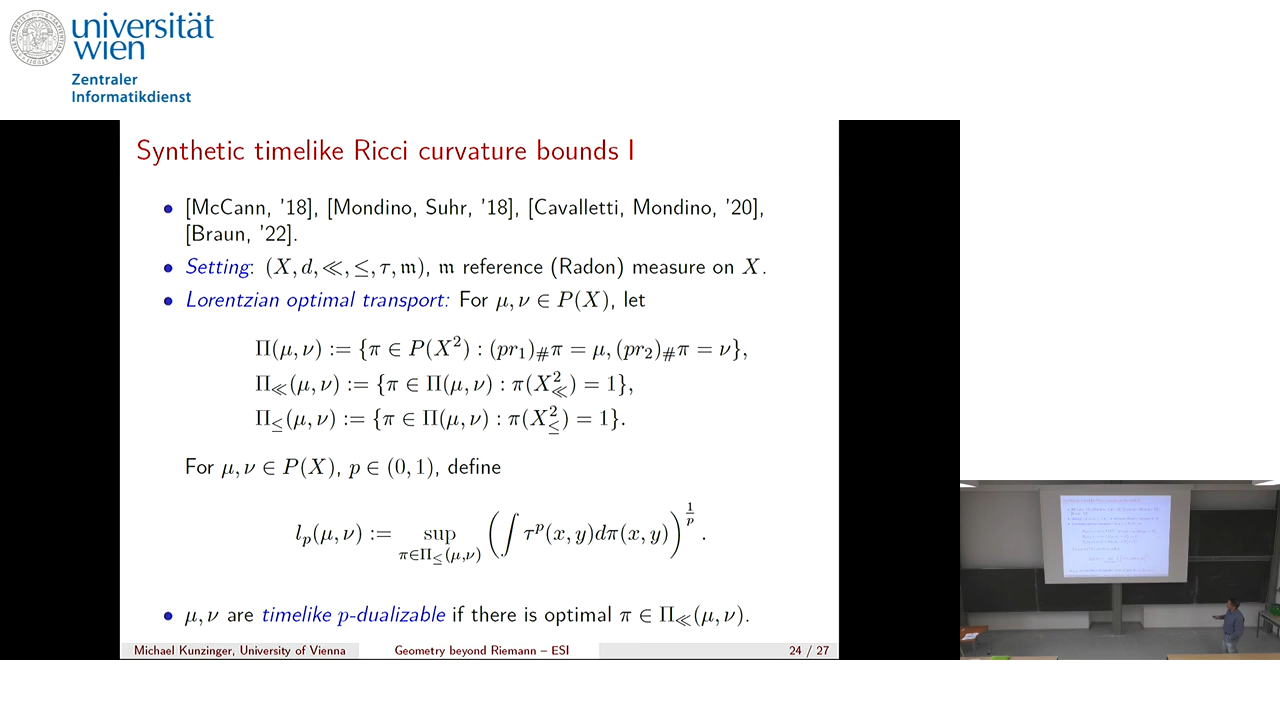 universität
wien
Zentraler
Informatikdienst
Synthetic timelike Ricci curvature bounds I
• [McCann, '18], [Mondino, Suhr, '18], [Cavalletti, Mondino, '20],
[Braun, '22].
• Setting: (X, d, ≪, ≤, τ, 𝔪), 𝔪 reference (Radon) measure on X.
• Lorentzian optimal transport: For μ, ν ∈ P(X), let
Π(μ, ν) := {π ∈ P(X²) : (pr₁)#π = μ, (pr₂)#π = ν},
Π≪(μ, ν) := {π ∈ Π(μ, ν) : π(X²≪) = 1},
Π≤(μ, ν) := {π ∈ Π(μ, ν) : π(X²≤) = 1}.
For μ, ν ∈ P(X), p ∈ (0, 1), define
lₚ(μ, ν) := sup π∈Π≤(μ,ν) (∫ τᵖ(x, y)dπ(x, y))^{1/p}.
• μ, ν are timelike p-dualizable if there is optimal π ∈ Π≪(μ, ν).
Michael Kunzinger, University of Vienna Geometry beyond Riemann – ESI 24 / 27